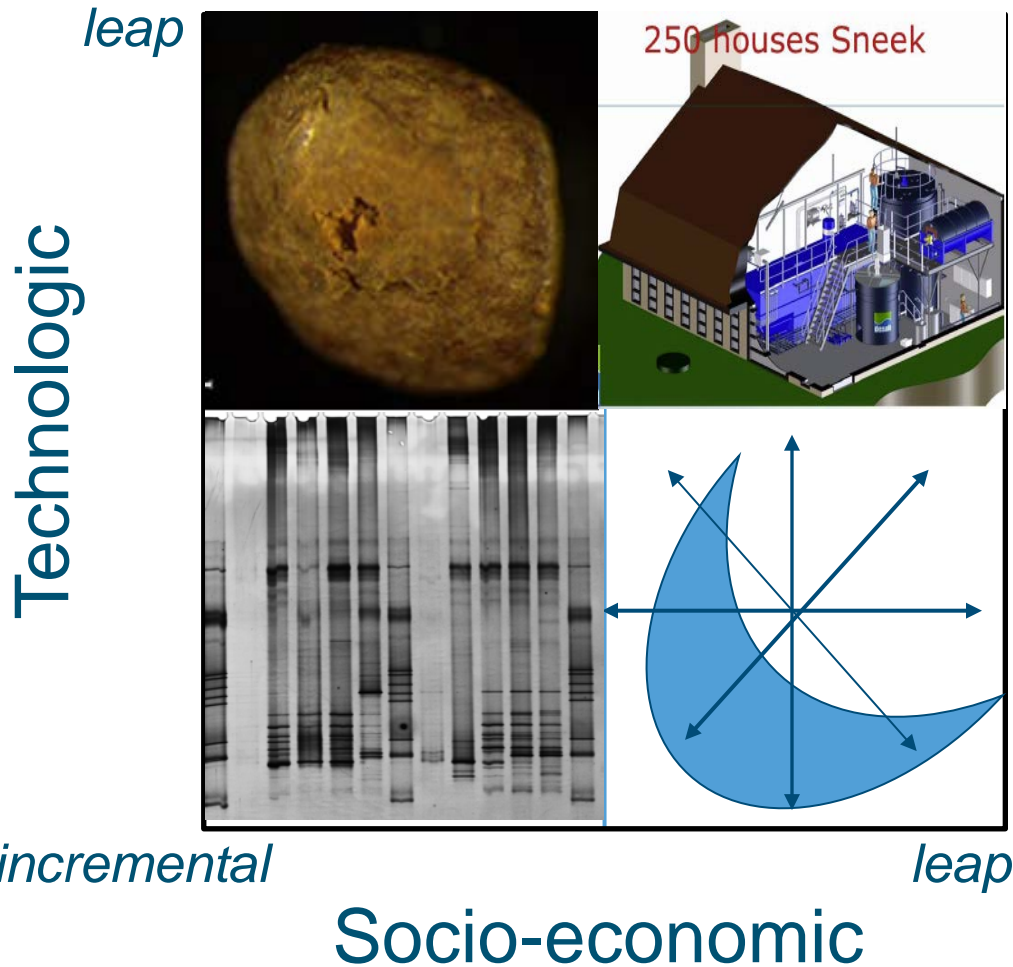 leap
250 houses Sneek
Technologic
incremental
leap
Socio-economic